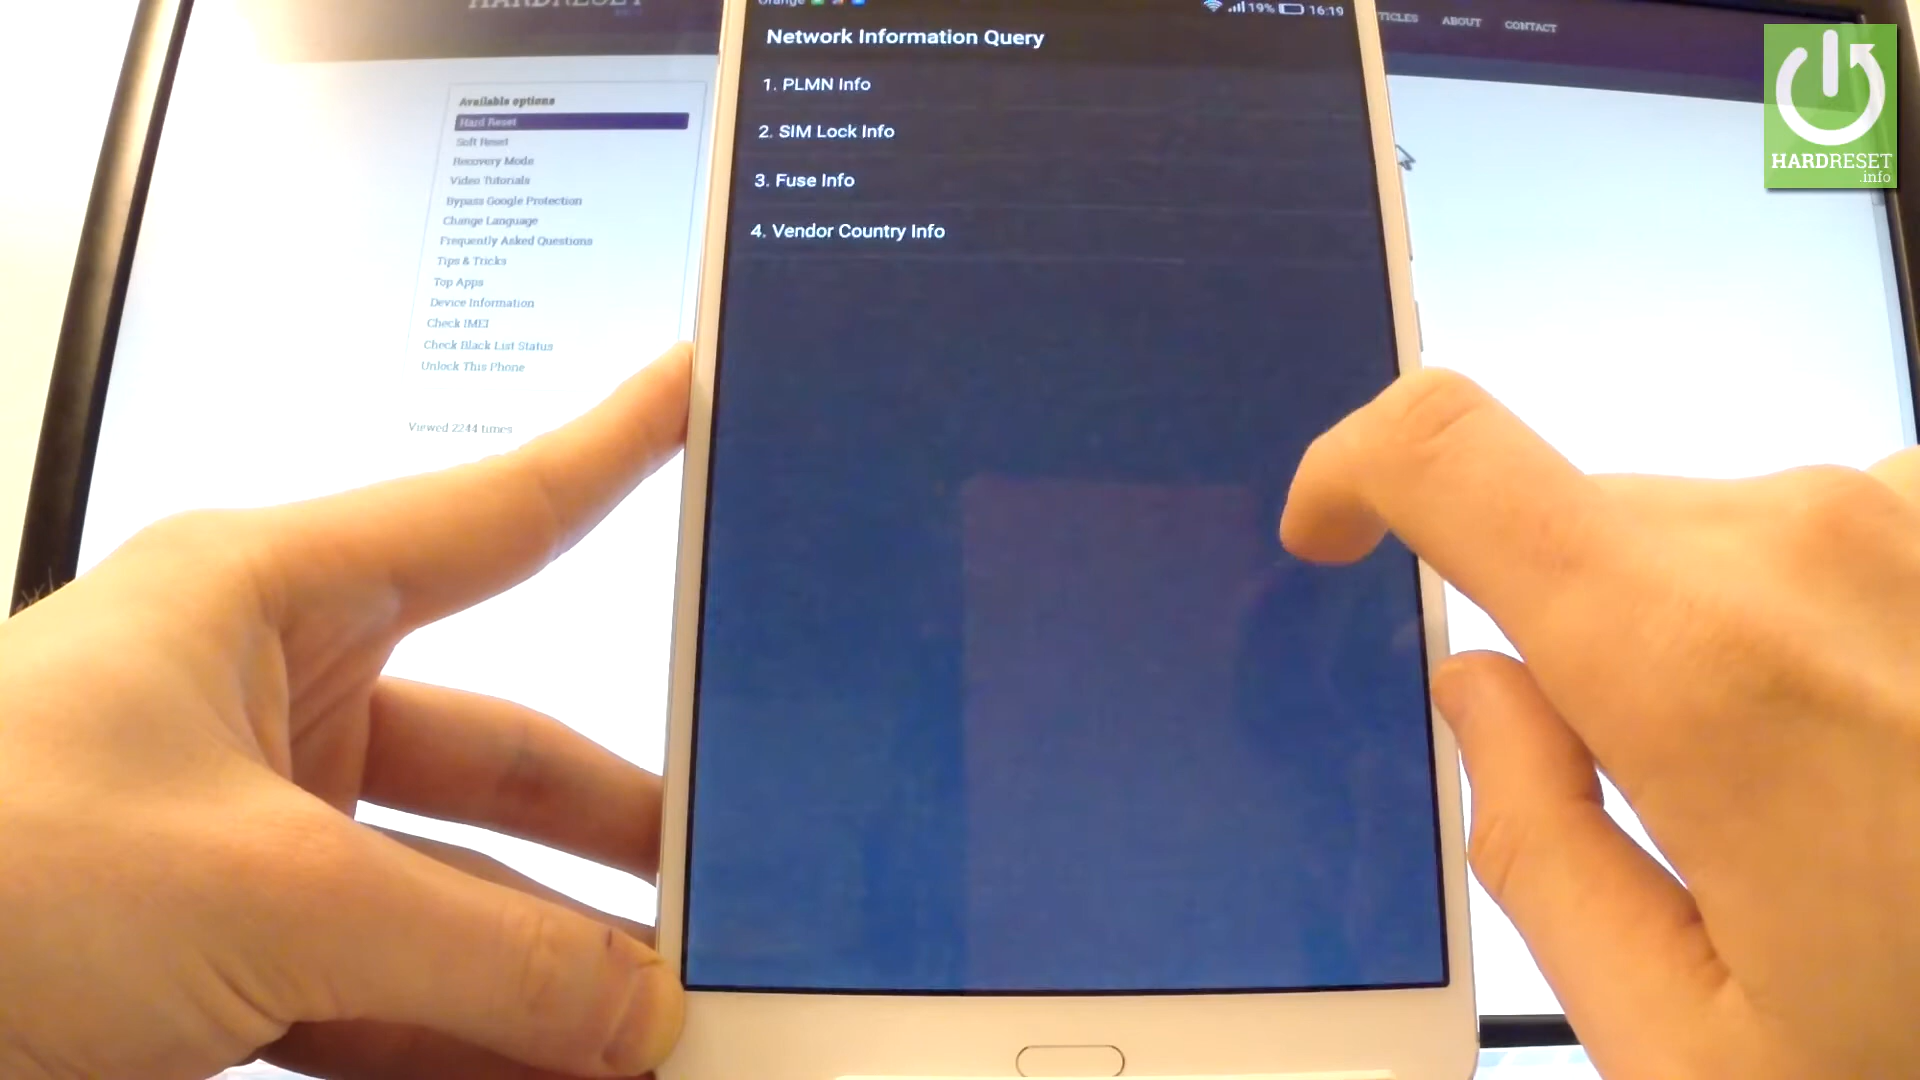 HARDRESET
Orange
19%
16:19
TICLES
ABOUT
CONTACT
Network Information Query
1. PLMN Info
2. SIM Lock Info
3. Fuse Info
4. Vendor Country Info
Available options
Hard Reset
Soft Reset
Recovery Mode
Video Tutorials
Bypass Google Protection
Change Language
Frequently Asked Questions
Tips & Tricks
Top Apps
Device Information
Check IMEI
Check Black List Status
Unlock This Phone
Viewed 2244 times
HARDRESET
.info